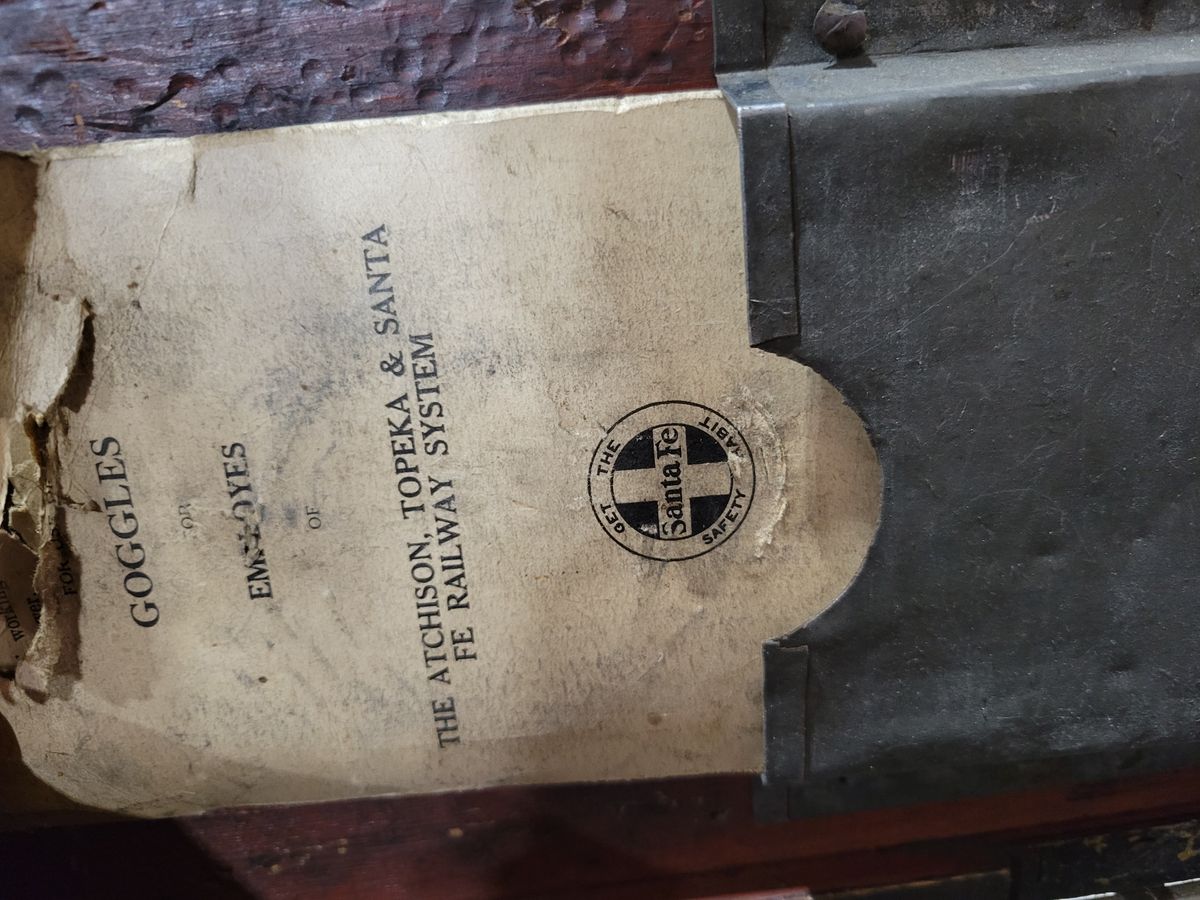 GOGGLES
FOR
EMPLOYES
OF
THE ATCHISON, TOPEKA & SANTA
FE RAILWAY SYSTEM
GET THE
SAFETY HABIT
Santa Fe